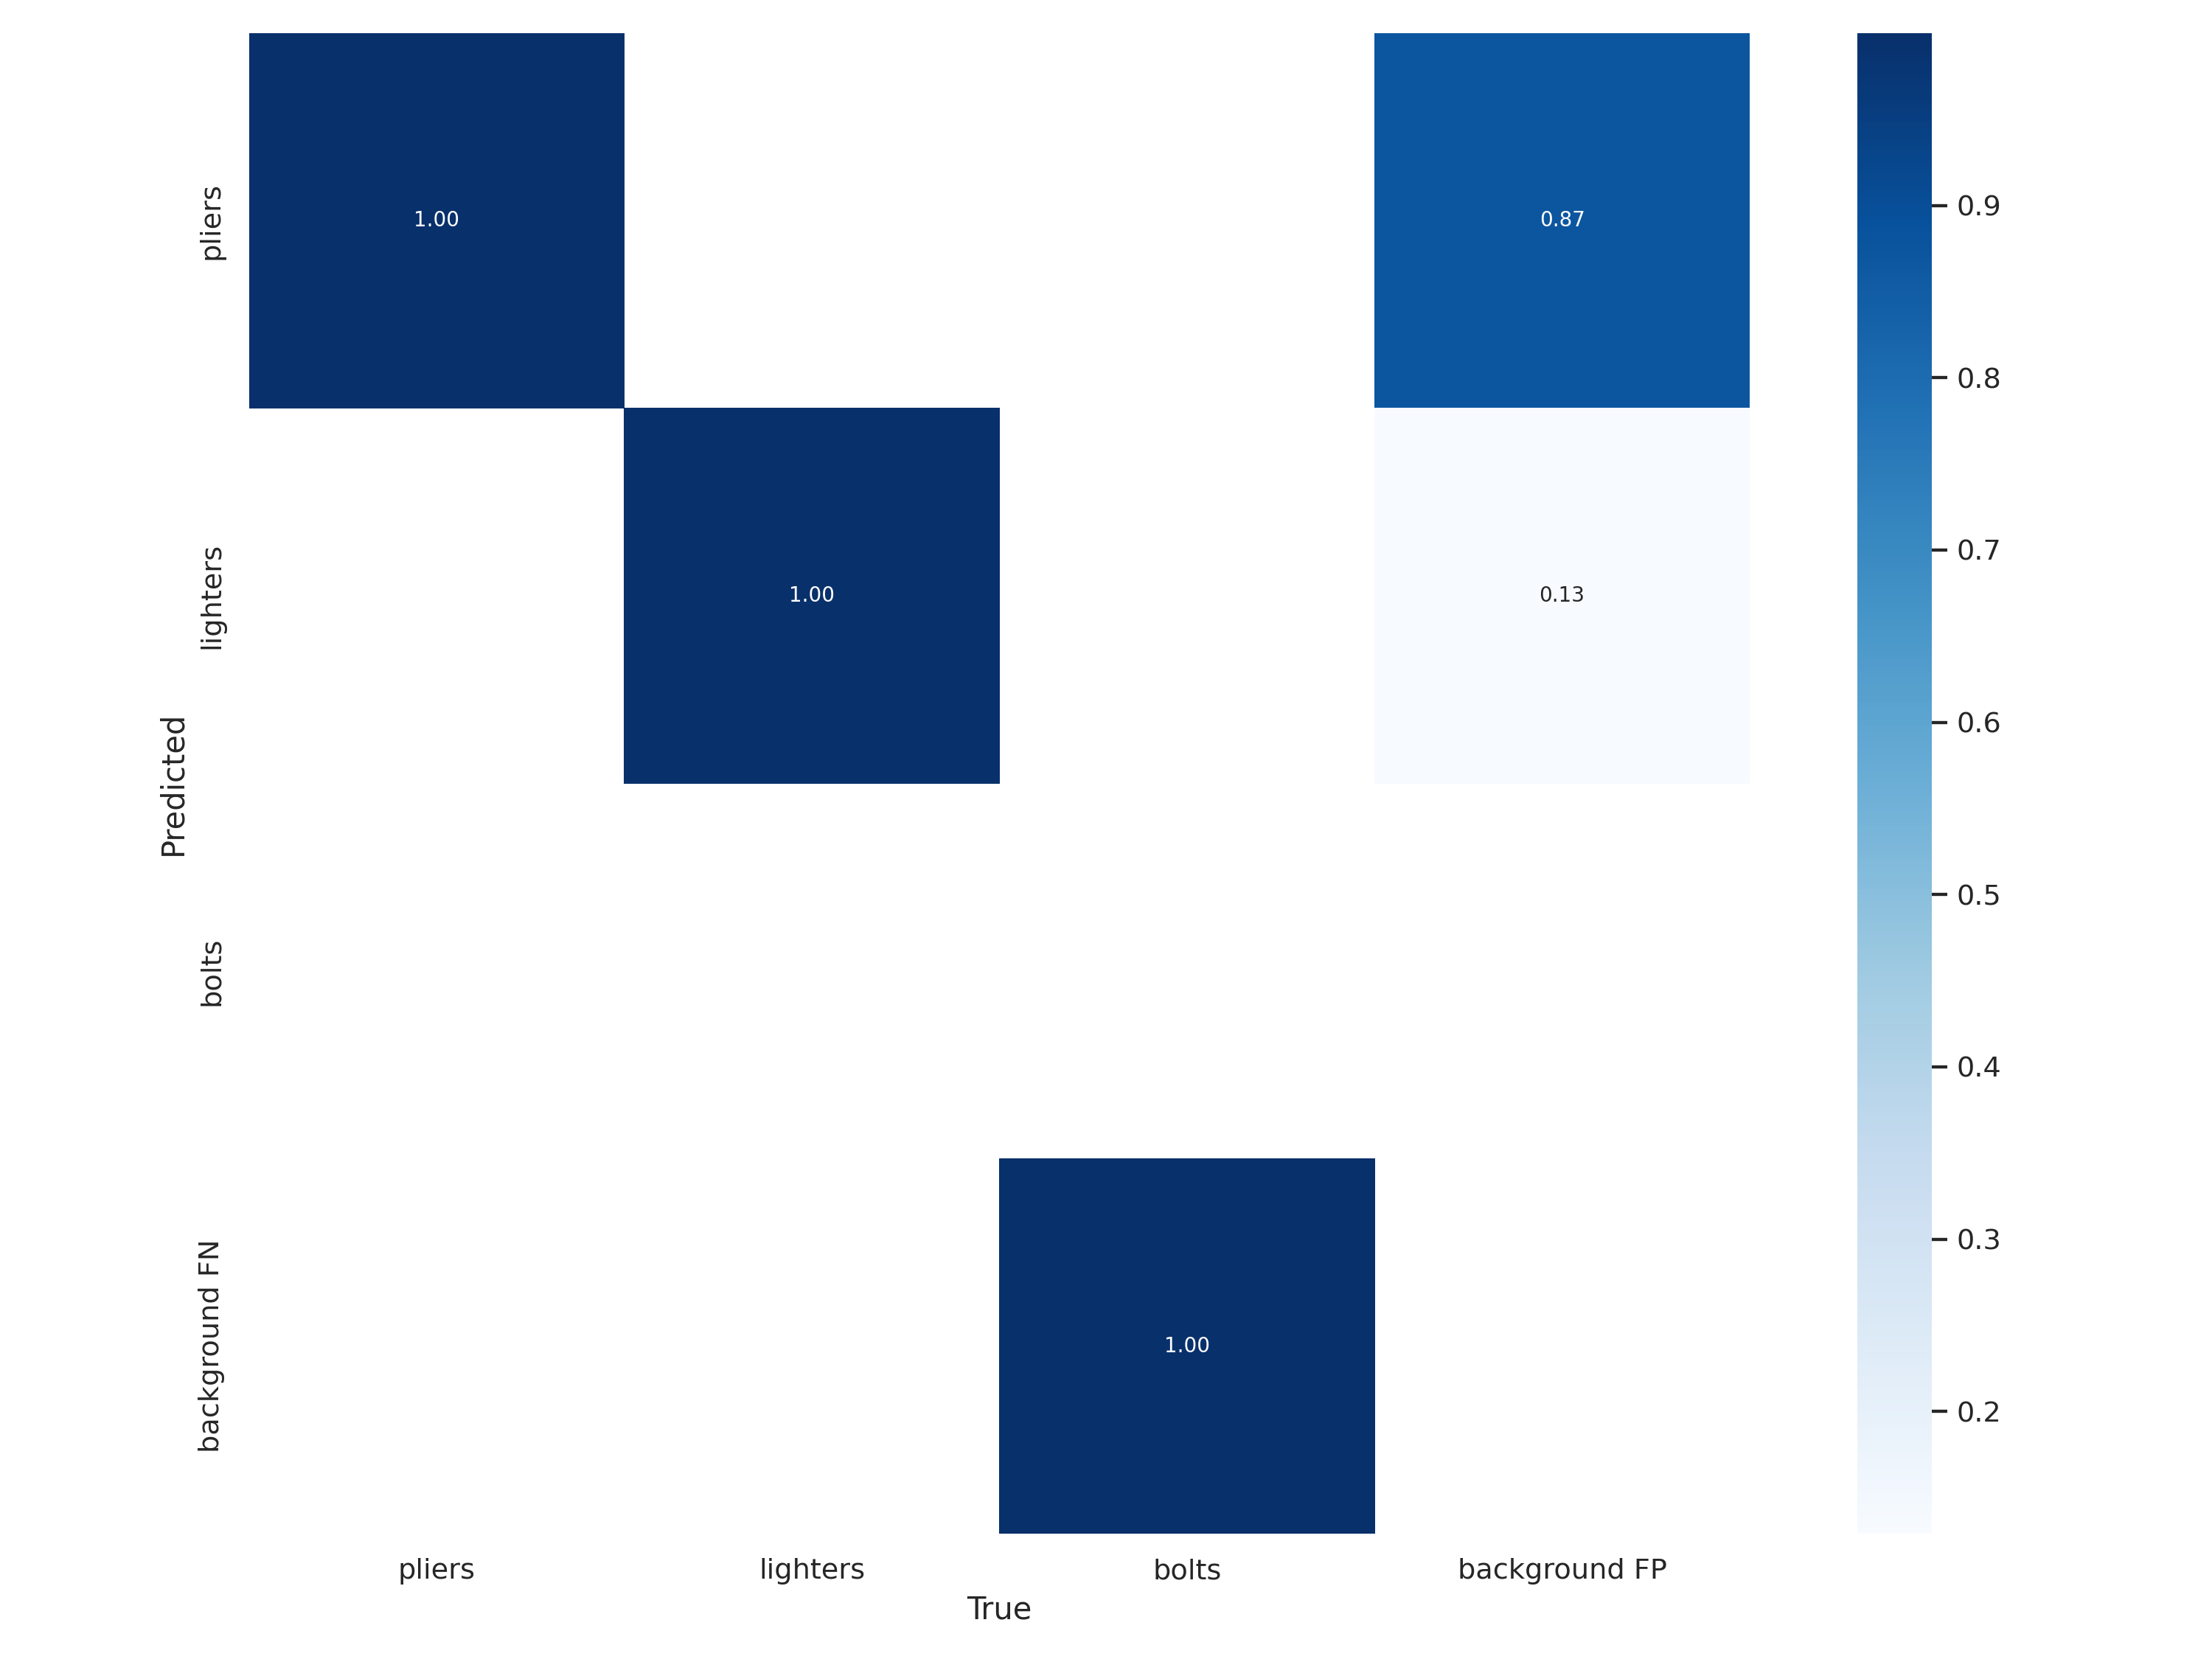 pliers
1.00
0.87
lighters
1.00
0.13
bolts
background FN
1.00
Predicted
pliers
lighters
bolts
background FP
True
0.9
0.8
0.7
0.6
0.5
0.4
0.3
0.2